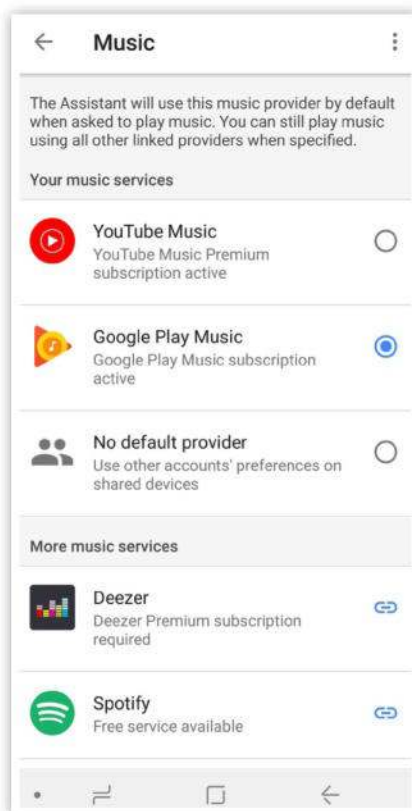 Music
The Assistant will use this music provider by default
when asked to play music. You can still play music
using all other linked providers when specified.
Your music services
YouTube Music
YouTube Music Premium
subscription active
Google Play Music
Google Play Music subscription
active
No default provider
Use other accounts' preferences on
shared devices
More music services
Deezer
Deezer Premium subscription
required
Spotify
Free service available